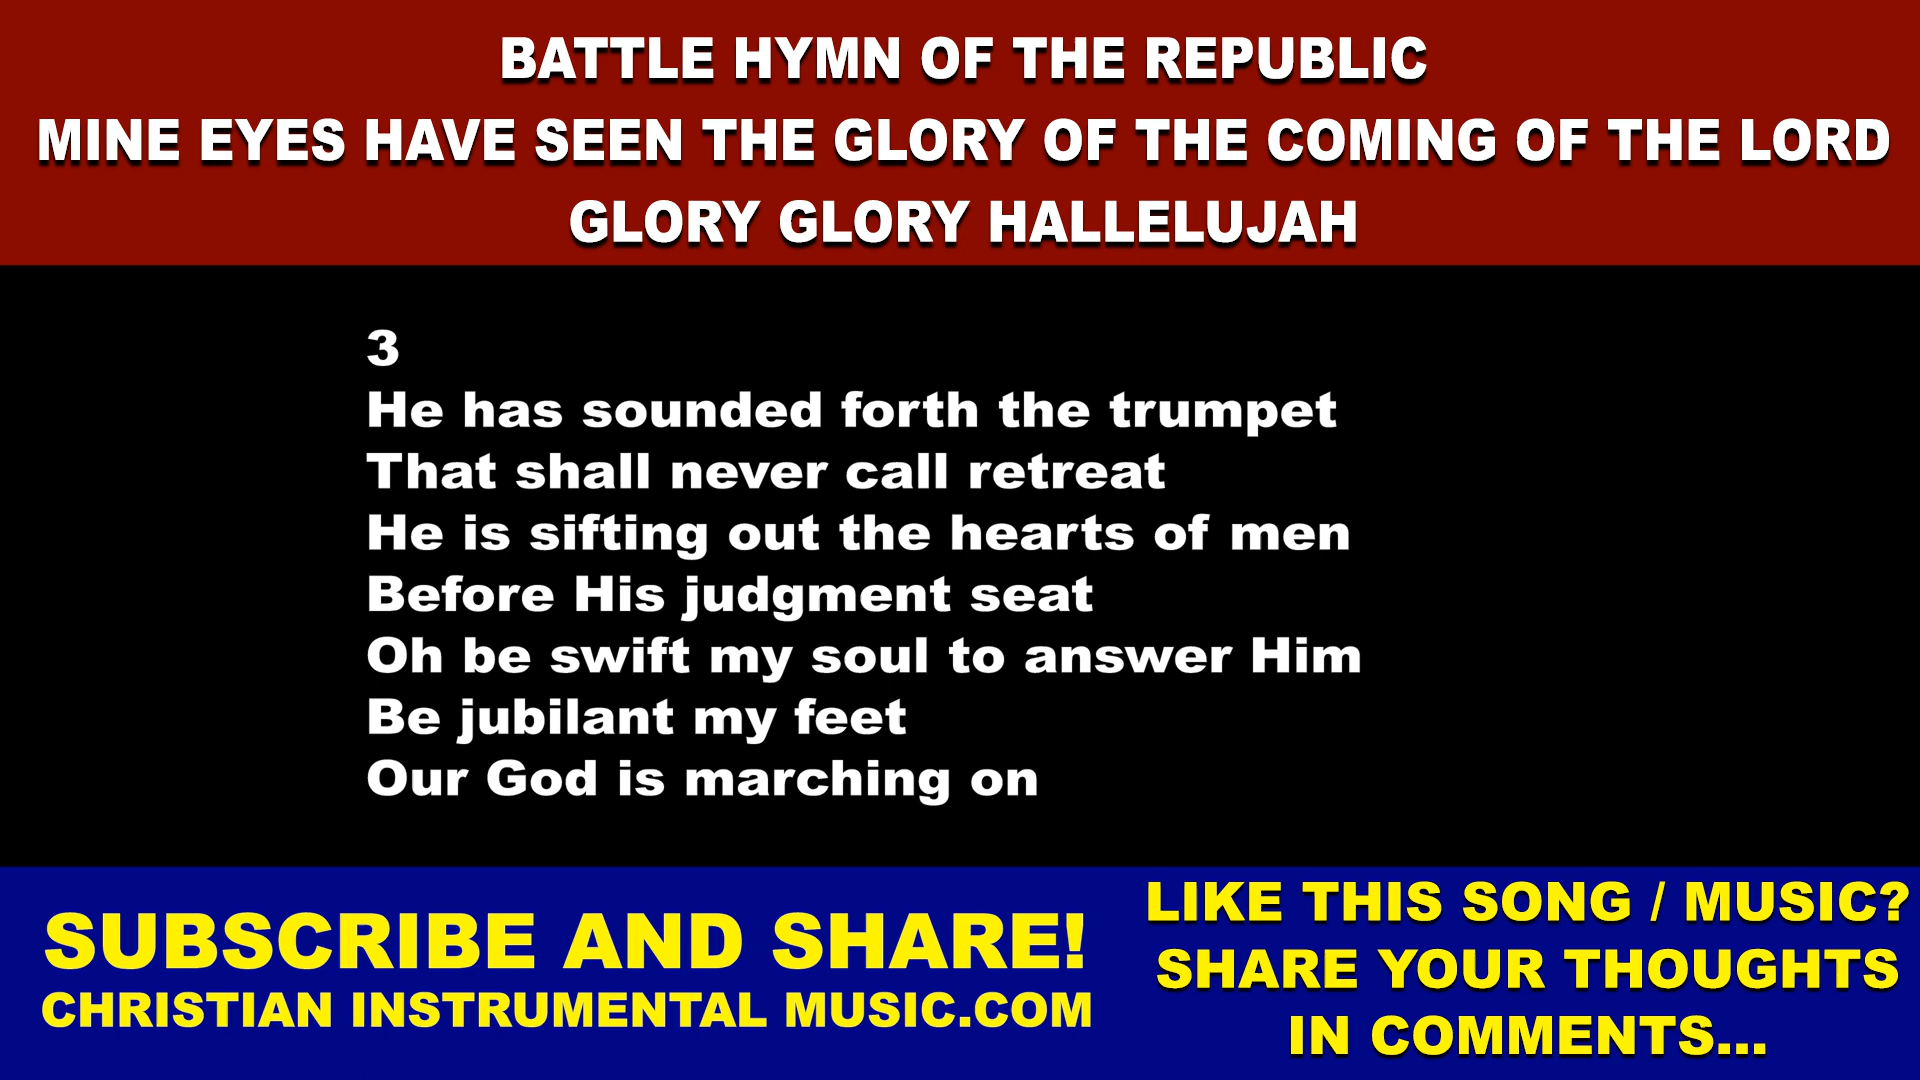 BATTLE HYMN OF THE REPUBLIC
MINE EYES HAVE SEEN THE GLORY OF THE COMING OF THE LORD
GLORY GLORY HALLELUJAH
3
He has sounded forth the trumpet
That shall never call retreat
He is sifting out the hearts of men
Before His judgment seat
Oh be swift my soul to answer Him
Be jubilant my feet
Our God is marching on
SUBSCRIBE AND SHARE!
CHRISTIAN INSTRUMENTAL MUSIC.COM
LIKE THIS SONG / MUSIC?
SHARE YOUR THOUGHTS
IN COMMENTS...